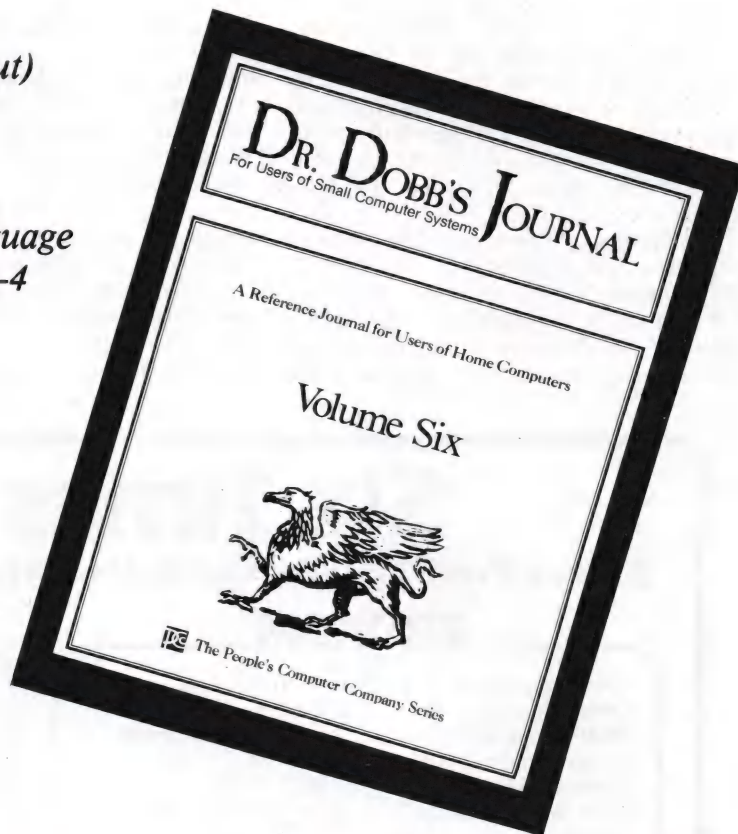 ut)
uage
-4
DR. DOBB'S JOURNAL
For Users of Small Computer Systems
A Reference Journal for Users of Home Computers
Volume Six
PCC The People's Computer Company Series